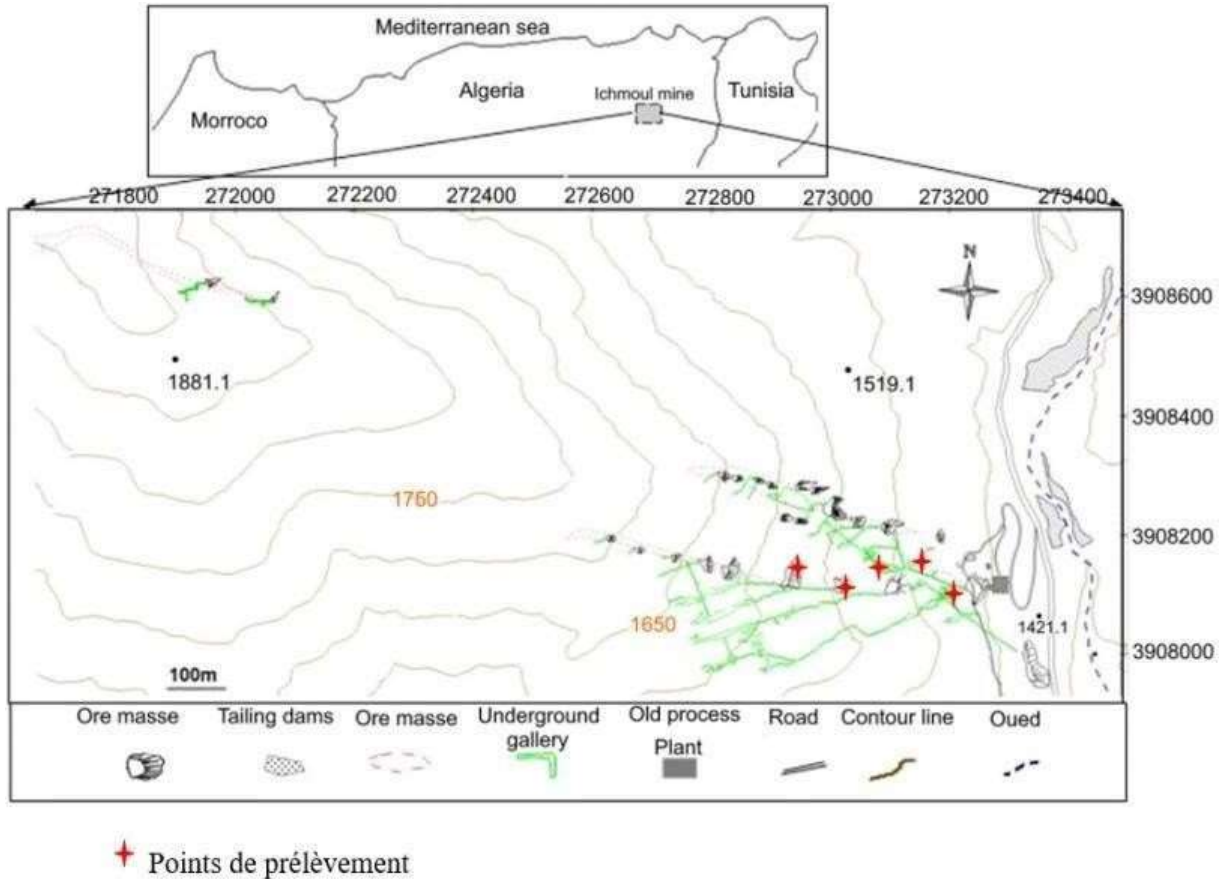 Mediterranean sea
Morroco
Algeria
Ichmoul mine
Tunisia
271800 272000 272200 272400 272600 272800 273000 273200 273400
N
3908600
1881.1
1519.1
3908400
1760
3908200
1650
1421.1
3908000
100m
Ore masse Tailing dams Ore masse Underground gallery Old process Plant Road Contour line Oued
Points de prélèvement